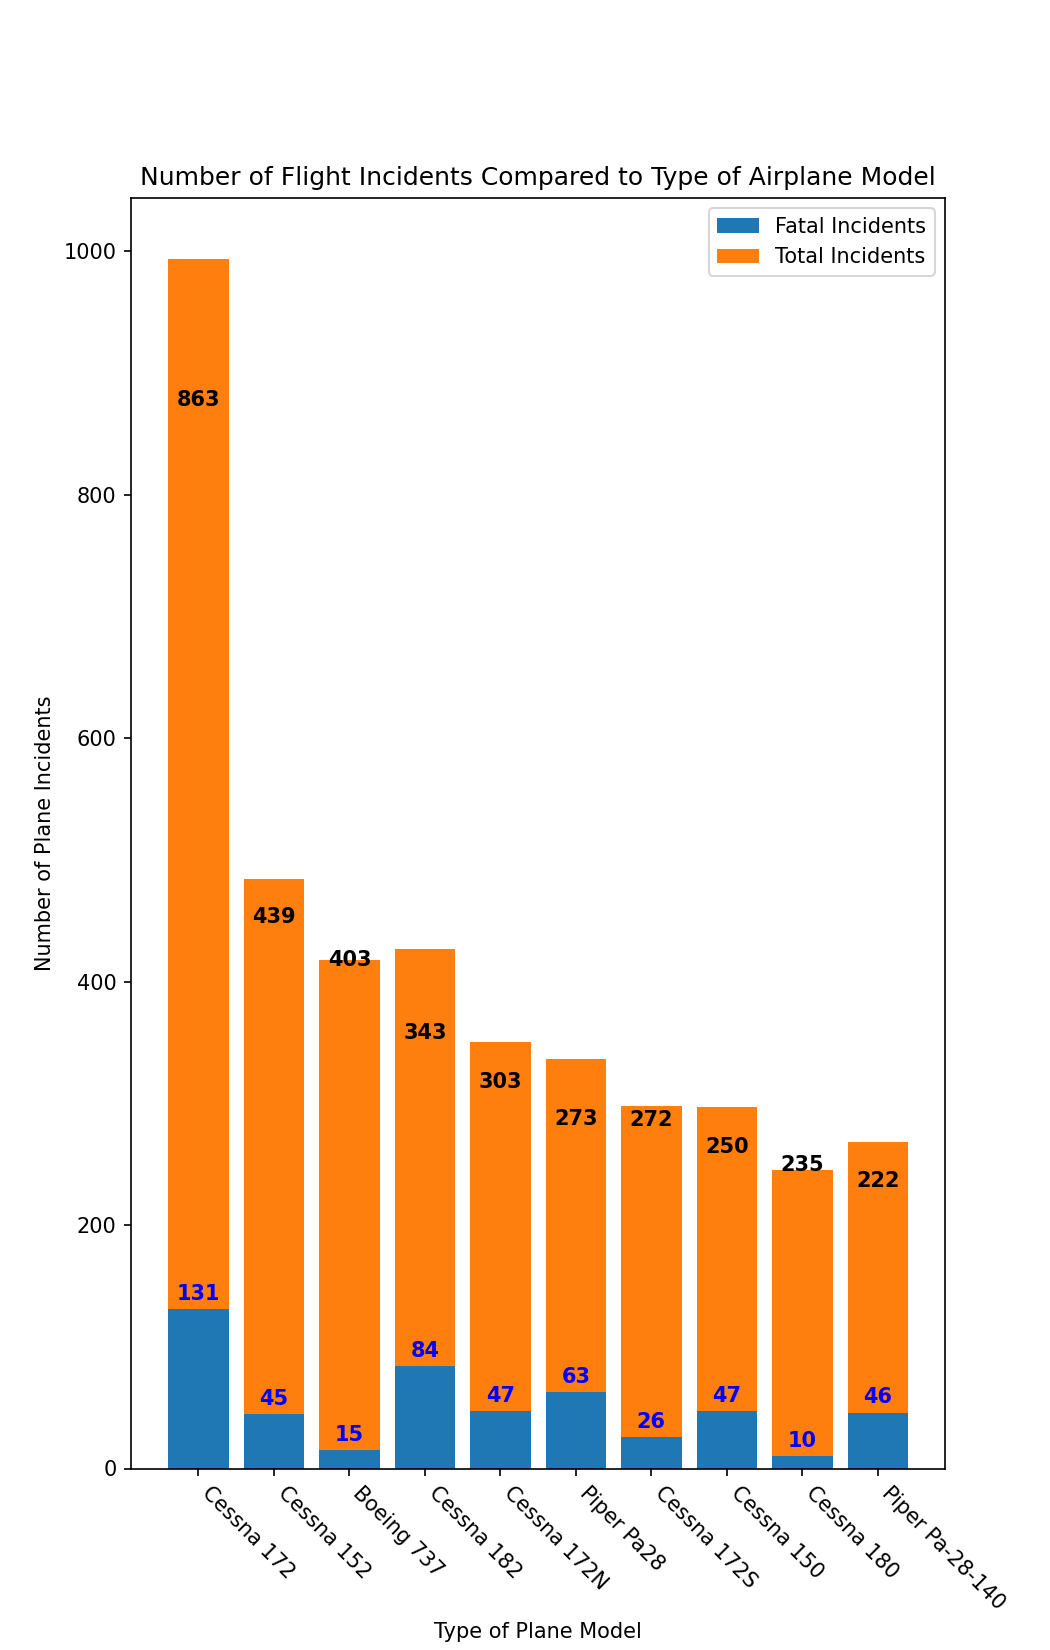 Number of Flight Incidents Compared to Type of Airplane Model
Fatal Incidents
Total Incidents
Number of Plane Incidents
1000
800
600
400
200
0
863
439
403
343
303
273
272
250
235
222
131
45
15
84
47
63
26
47
10
46
Cessna 172
Cessna 152
Boeing 737
Cessna 182
Cessna 172N
Piper Pa28
Cessna 172S
Cessna 150
Cessna 180
Piper Pa-28-140
Type of Plane Model